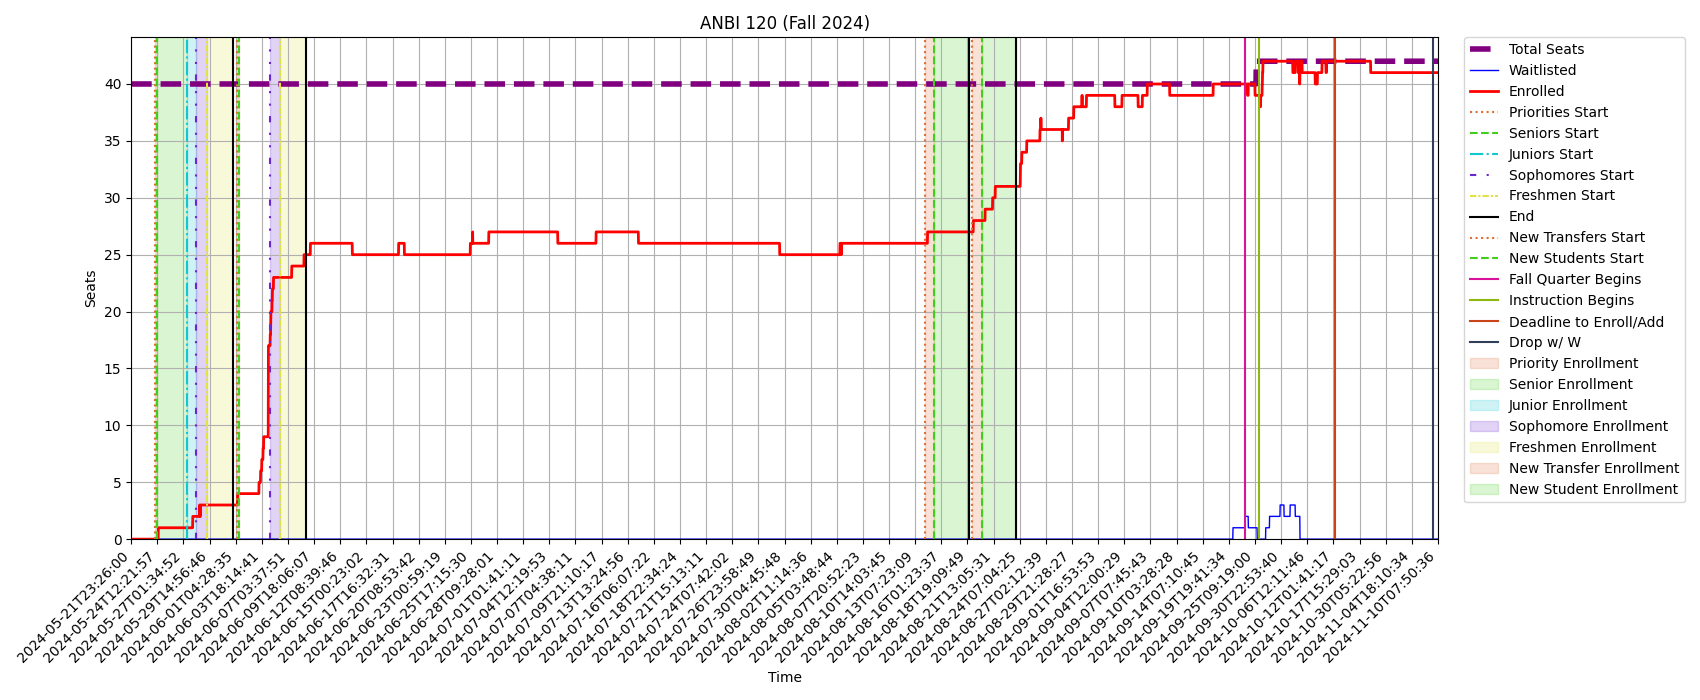 ANBI 120 (Fall 2024)
Seats
40
35
30
25
20
15
10
5
0
2024-05-21T23:26:00
2024-05-24T12:21:57
2024-05-27T01:34:52
2024-05-29T14:56:46
2024-06-01T04:28:35
2024-06-03T18:14:41
2024-06-07T03:37:51
2024-06-09T18:06:07
2024-06-12T08:39:46
2024-06-15T00:23:02
2024-06-17T16:32:31
2024-06-20T08:53:42
2024-06-23T00:59:19
2024-06-25T17:15:30
2024-06-28T09:28:01
2024-07-01T01:41:11
2024-07-04T12:19:53
2024-07-07T04:38:11
2024-07-09T21:10:17
2024-07-13T13:24:56
2024-07-16T06:07:22
2024-07-18T22:34:24
2024-07-21T15:13:11
2024-07-24T07:42:02
2024-07-26T23:58:49
2024-07-30T04:45:48
2024-08-02T11:14:36
2024-08-05T03:48:44
2024-08-07T20:52:23
2024-08-10T14:03:45
2024-08-13T07:23:09
2024-08-16T01:23:37
2024-08-18T19:09:49
2024-08-21T13:05:31
2024-08-24T07:04:25
2024-08-27T02:12:39
2024-08-29T21:28:27
2024-09-01T16:53:53
2024-09-04T12:00:29
2024-09-07T07:45:43
2024-09-10T03:28:28
2024-09-14T07:10:45
2024-09-19T19:41:34
2024-09-25T09:19:00
2024-09-30T22:53:40
2024-10-06T12:11:46
2024-10-12T01:41:17
2024-10-17T15:29:03
2024-10-30T05:22:56
2024-11-04T18:10:34
2024-11-10T07:50:36
Time
Total Seats
Waitlisted
Enrolled
Priorities Start
Seniors Start
Juniors Start
Sophomores Start
Freshmen Start
End
New Transfers Start
New Students Start
Fall Quarter Begins
Instruction Begins
Deadline to Enroll/Add
Drop w/ W
Priority Enrollment
Senior Enrollment
Junior Enrollment
Sophomore Enrollment
Freshmen Enrollment
New Transfer Enrollment
New Student Enrollment